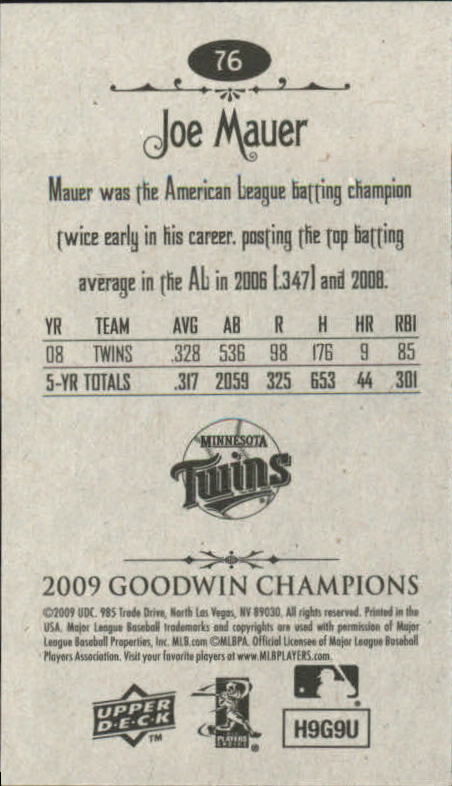 76
Joe Mauer
Mauer was the American League batting champion
twice early in his career, posting the top batting
average in the AL in 2006 [.347] and 2008.
YR TEAM AVG AB R H HR RBI
08 TWINS .328 536 98 176 9 85
5-YR TOTALS .317 2059 325 653 44 301
MINNESOTA
Twins
2009 GOODWIN CHAMPIONS
©2009 UDC. 985 Trade Drive, North Las Vegas, NV 89030. All rights reserved. Printed in the
USA. Major League Baseball trademarks and copyrights are used with permission of Major
League Baseball Properties, Inc. MLB.com ©MLBPA. Official Licensee of Major League Baseball
Players Association. Visit your favorite players at www.MLBPLAYERS.com.
UPPER
D·E·C·K
TM
PLAYERS
®
H9G9U